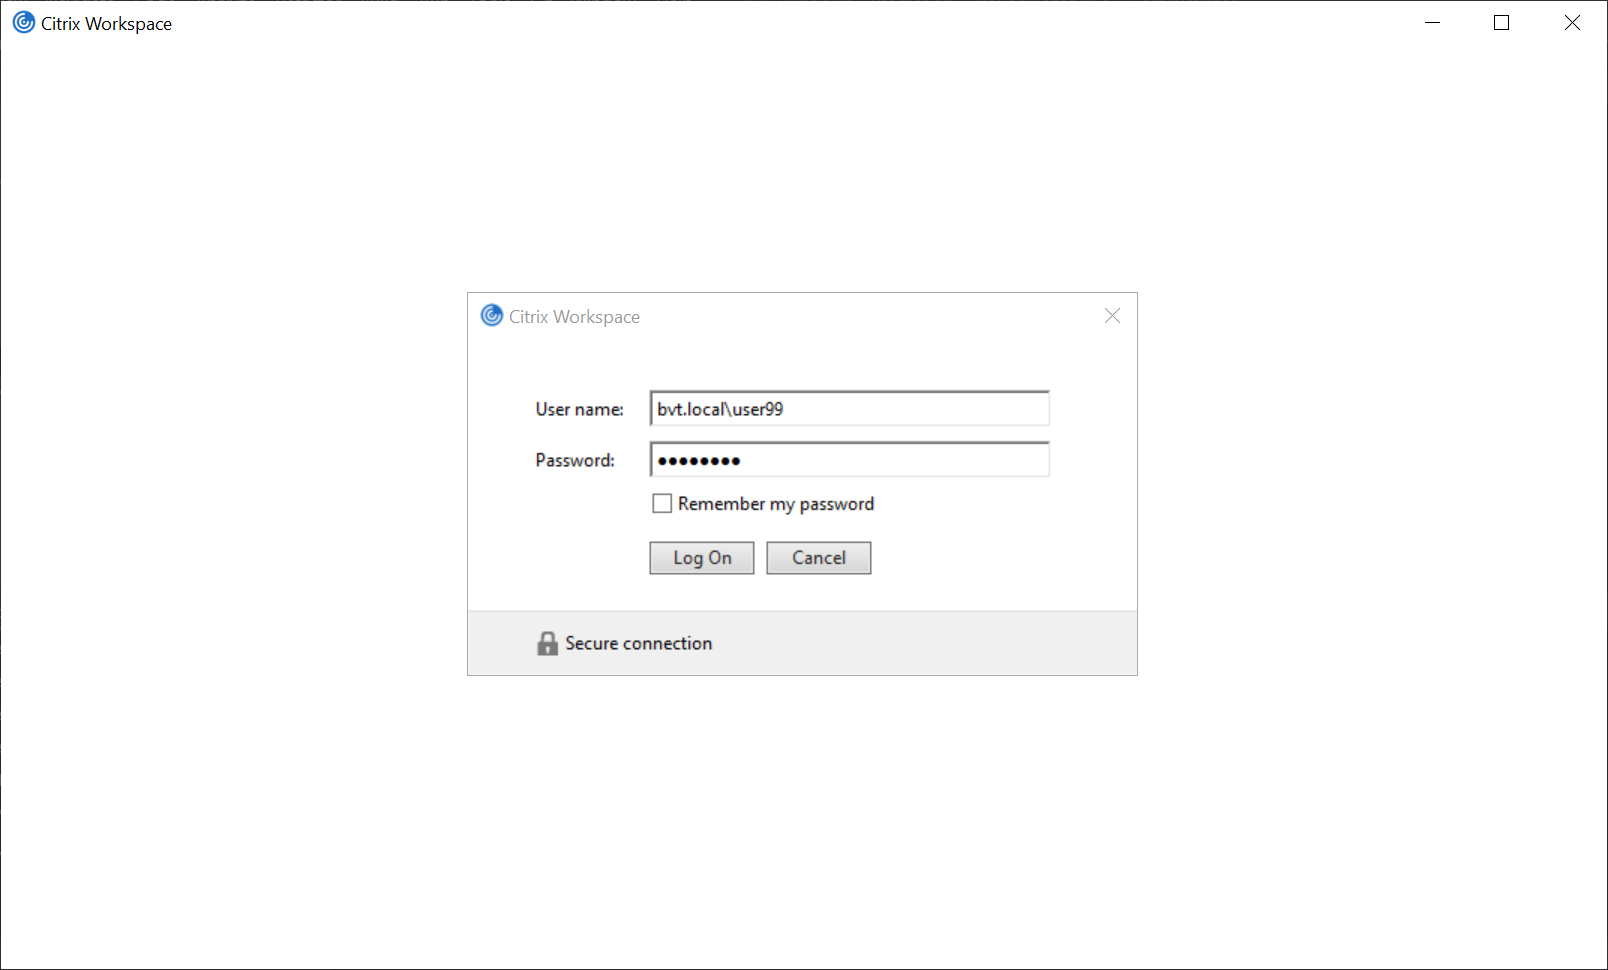 Citrix Workspace
Citrix Workspace
User name: bvt.local\user99
Password: ●●●●●●●●
Remember my password
Log On Cancel
Secure connection